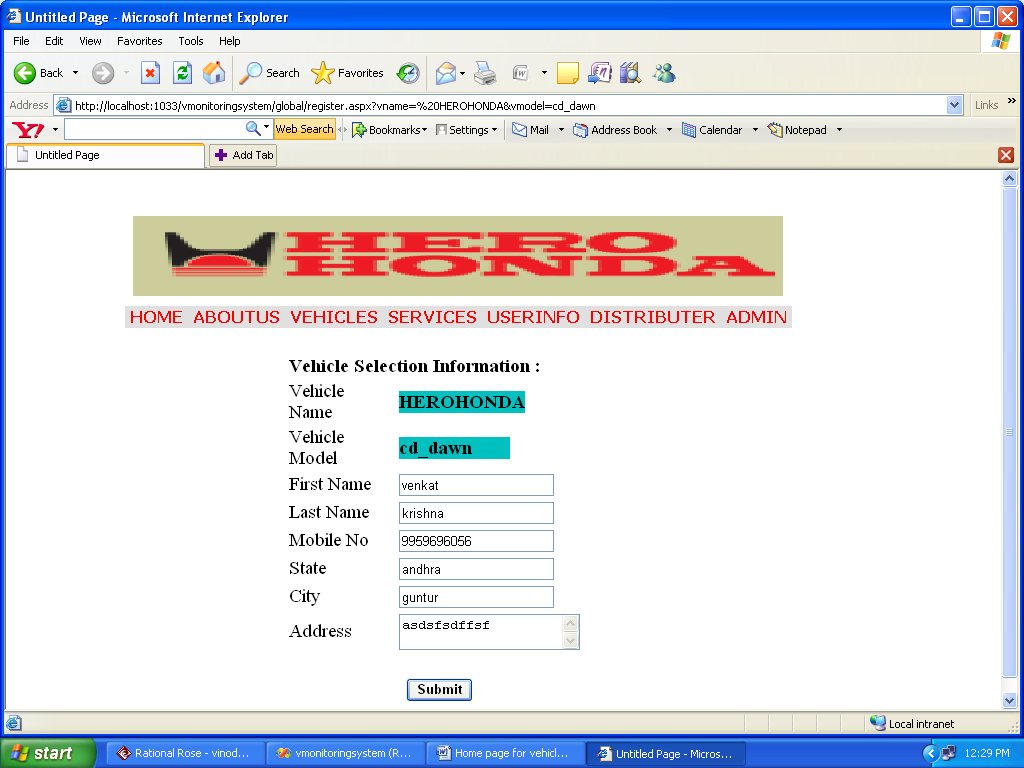 Untitled Page - Microsoft Internet Explorer
File Edit View Favorites Tools Help
Back Search Favorites
Address http://localhost:1033/vmonitoringsystem/global/register.aspx?vname=%20HEROHONDA&vmodel=cd_dawn Links »
Y! Web Search Bookmarks Settings Mail Address Book Calendar Notepad
Untitled Page Add Tab
HERO
HONDA
HOME ABOUTUS VEHICLES SERVICES USERINFO DISTRIBUTER ADMIN
Vehicle Selection Information :
Vehicle
Name HEROHONDA
Vehicle
Model cd_dawn
First Name venkat
Last Name krishna
Mobile No 9959696056
State andhra
City guntur
Address asdsfsdffsf
Submit
Local intranet
start Rational Rose - vinod... vmonitoringsystem (R... Home page for vehicl... Untitled Page - Micros... 12:29 PM